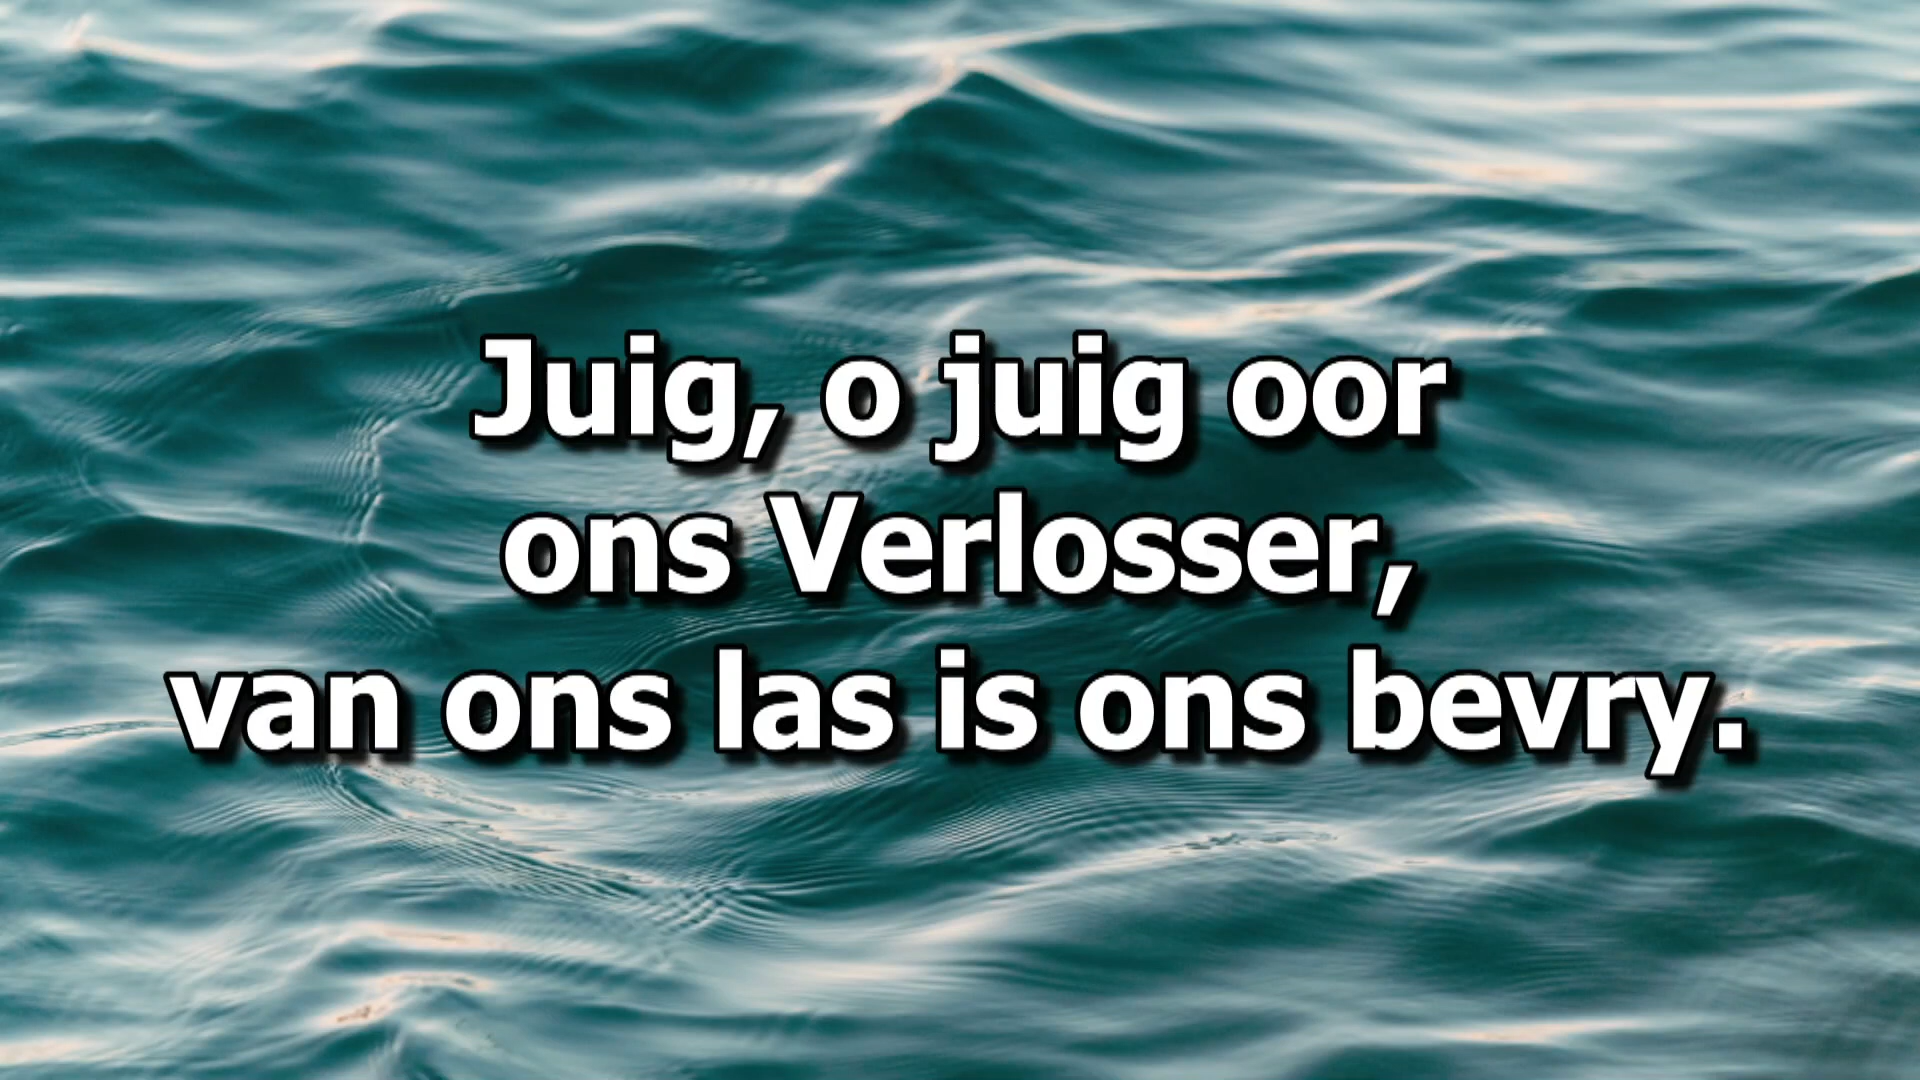 Juig, o juig oor
ons Verlosser,
van ons las is ons bevry.